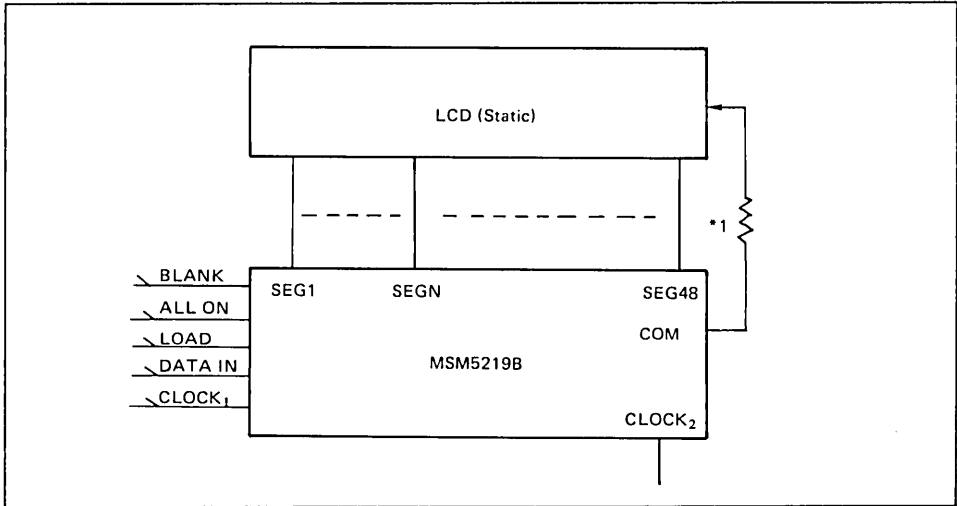 LCD (Static)
*1
BLANK
ALL ON
LOAD
DATA IN
CLOCK₁
SEG1 SEGN SEG48
COM
MSM5219B
CLOCK₂